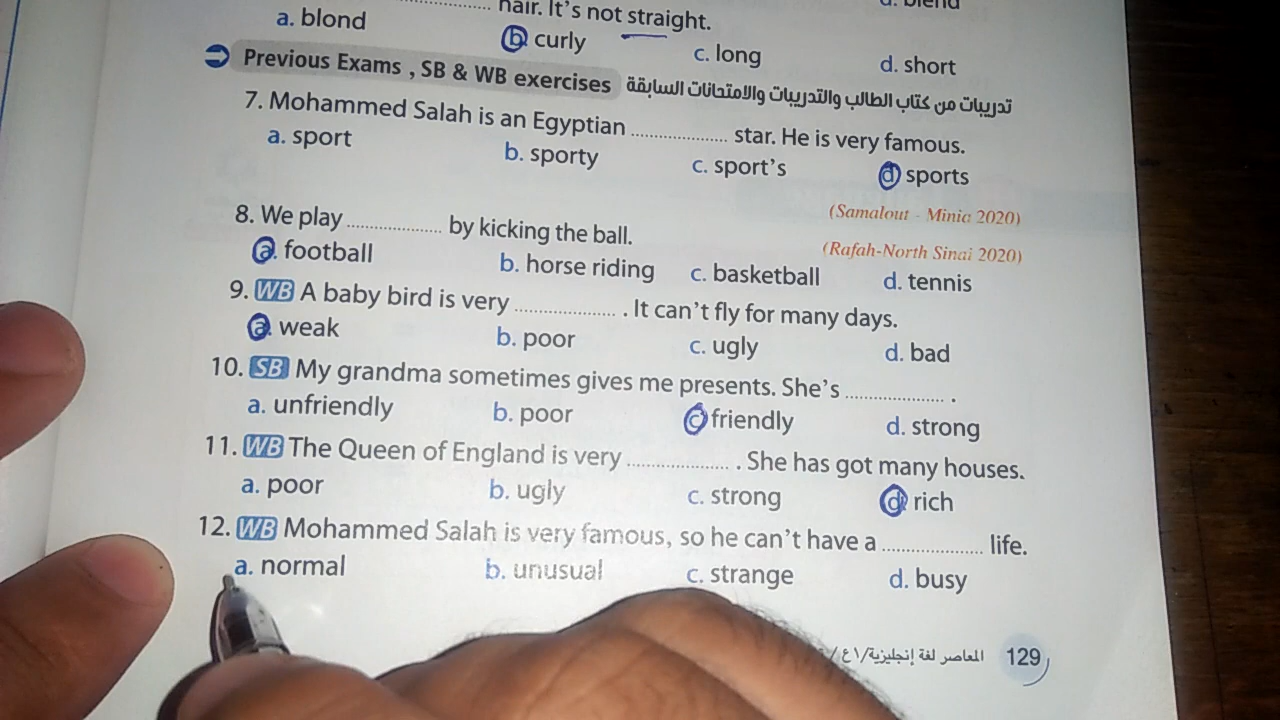 hair. It's not straight.
a. blond b. curly c. long d. short
Previous Exams , SB & WB exercises تدريبات من كتاب الطالب والتدريبات والامتحانات السابقة
7. Mohammed Salah is an Egyptian .................... star. He is very famous.
a. sport b. sporty c. sport's d. sports
(Samalout - Minia 2020)
8. We play .................... by kicking the ball.
(Rafah-North Sinai 2020)
a. football b. horse riding c. basketball d. tennis
9. WB A baby bird is very .................... . It can't fly for many days.
a. weak b. poor c. ugly d. bad
10. SB My grandma sometimes gives me presents. She's .................... .
a. unfriendly b. poor c. friendly d. strong
11. WB The Queen of England is very .................... . She has got many houses.
a. poor b. ugly c. strong d. rich
12. WB Mohammed Salah is very famous, so he can't have a .................... life.
a. normal b. unusual c. strange d. busy
المعاصر لغة إنجليزية/١ع/ 129